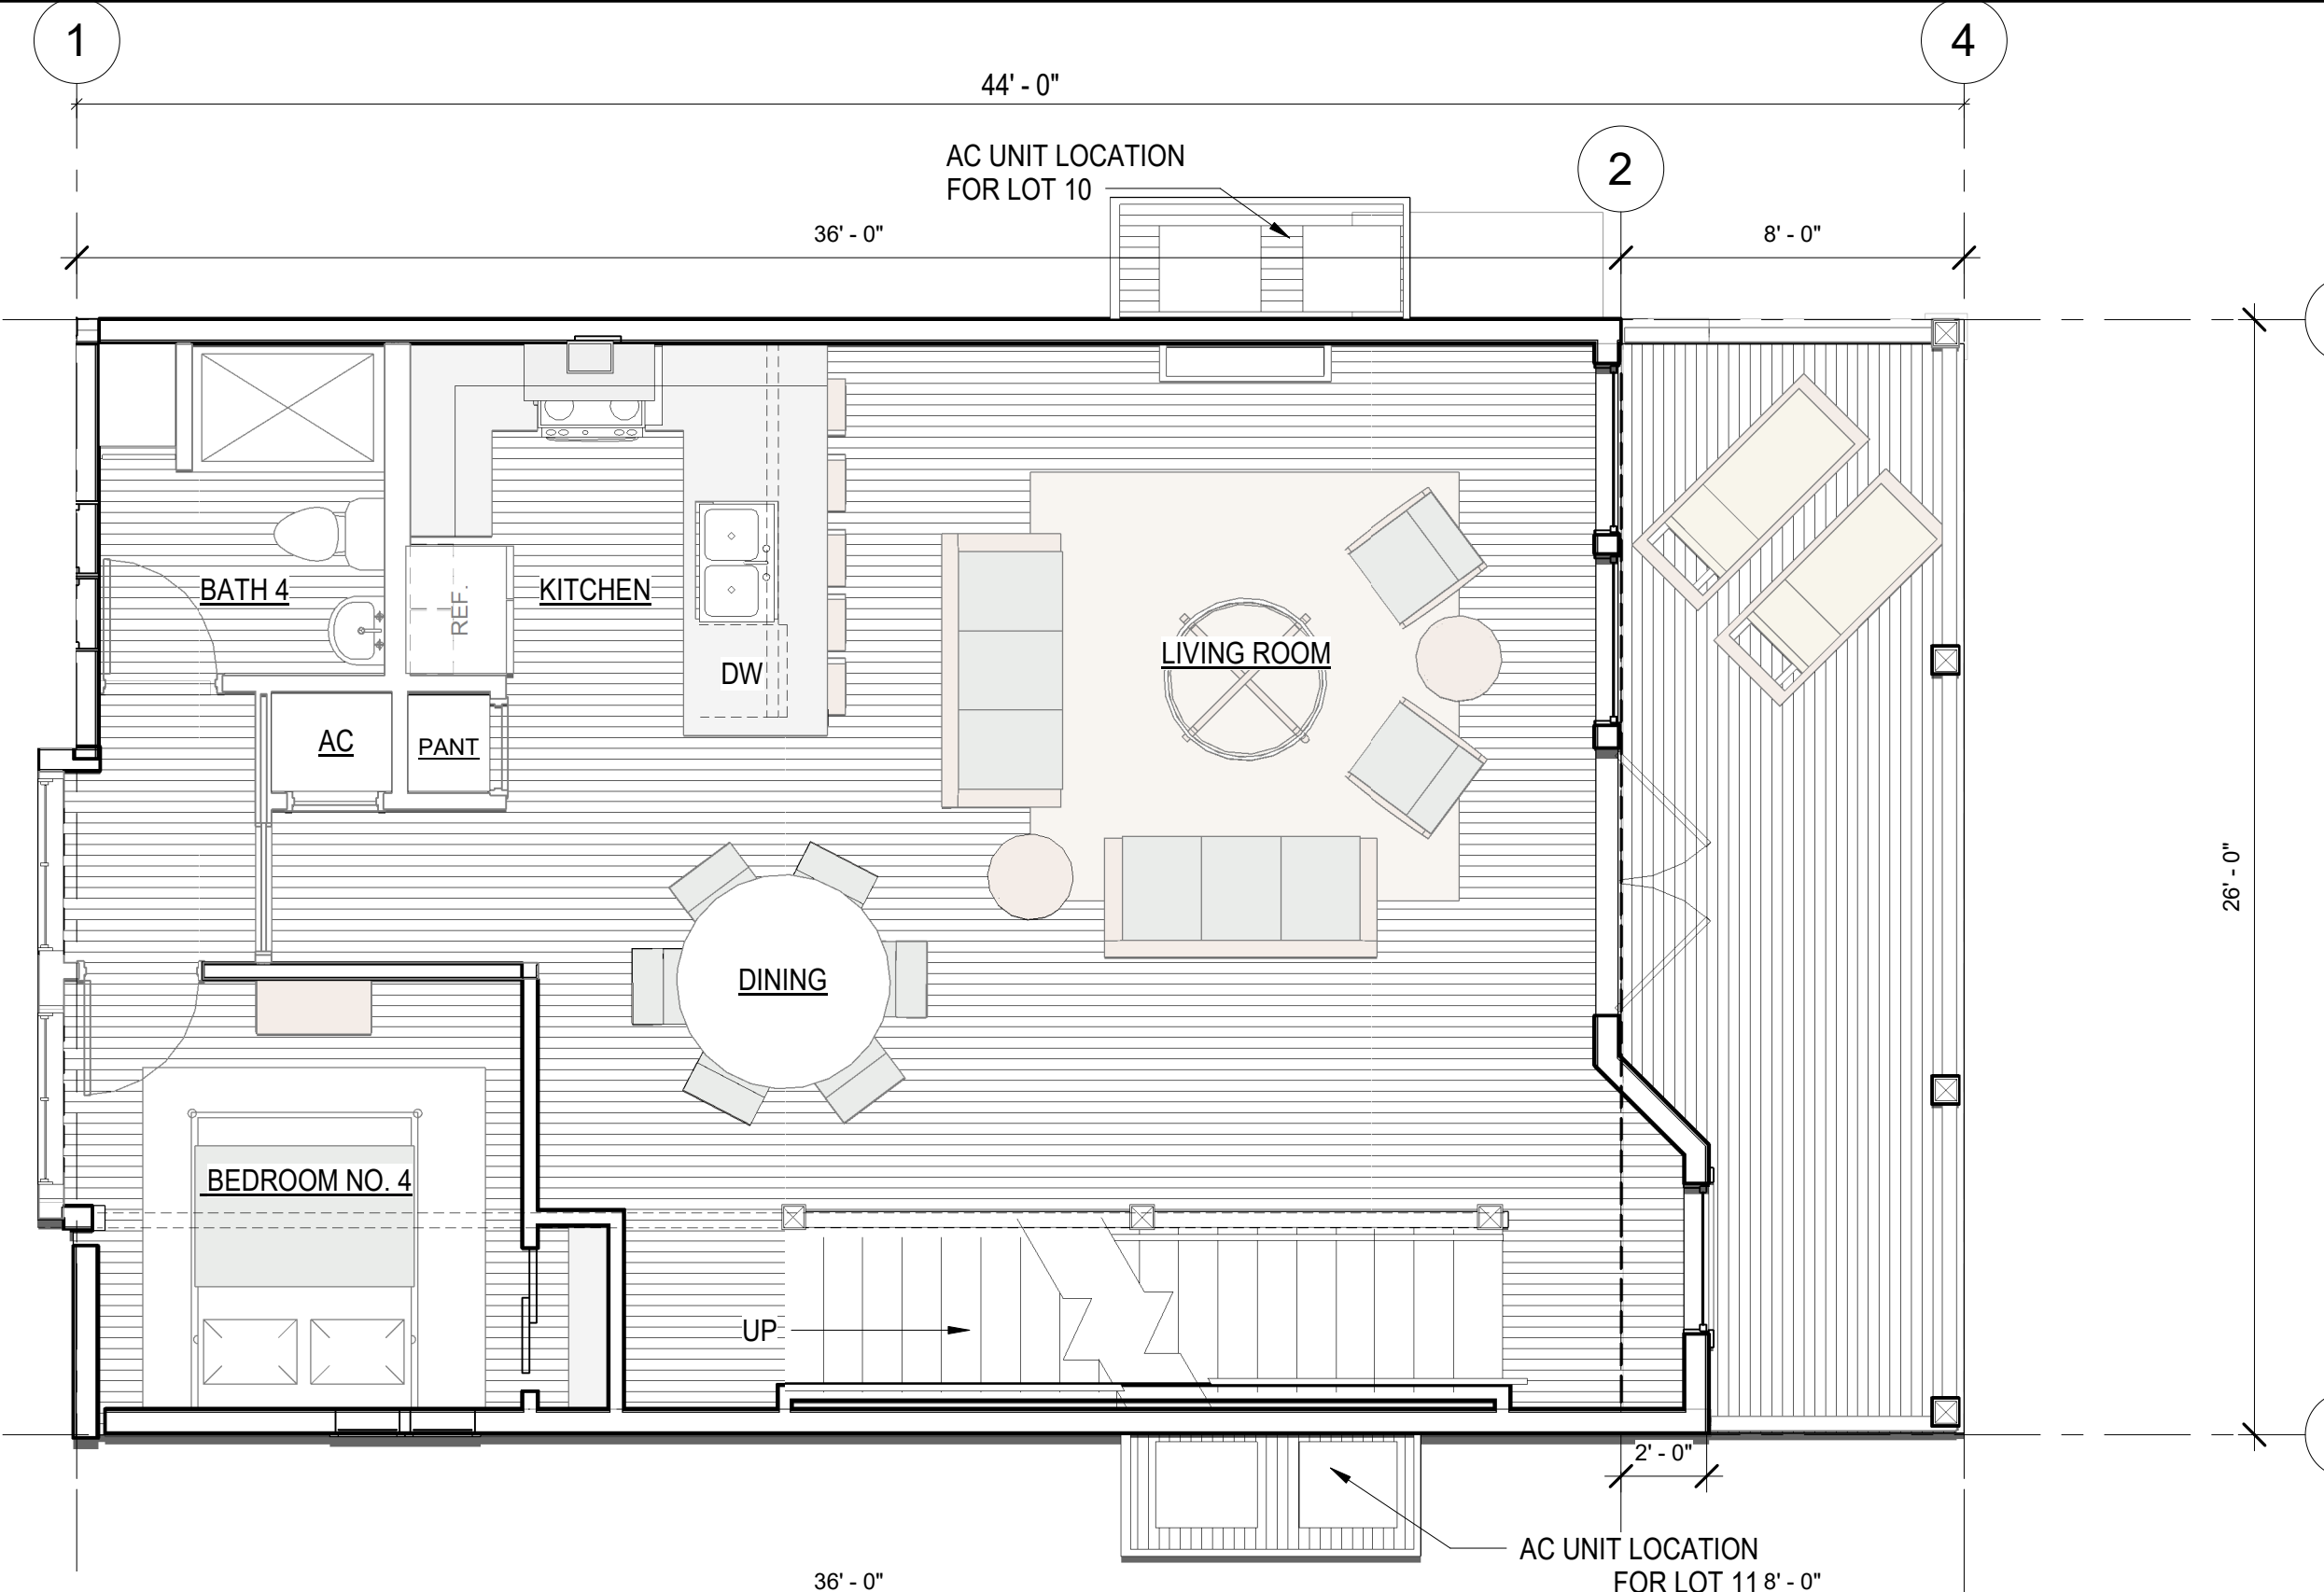 1
4
44' - 0"
AC UNIT LOCATION
FOR LOT 10
2
36' - 0"
8' - 0"
BATH 4
KITCHEN
REF.
LIVING ROOM
DW
AC
PANT
26' - 0"
DINING
BEDROOM NO. 4
UP
2' - 0"
AC UNIT LOCATION
FOR LOT 11
36' - 0"
8' - 0"